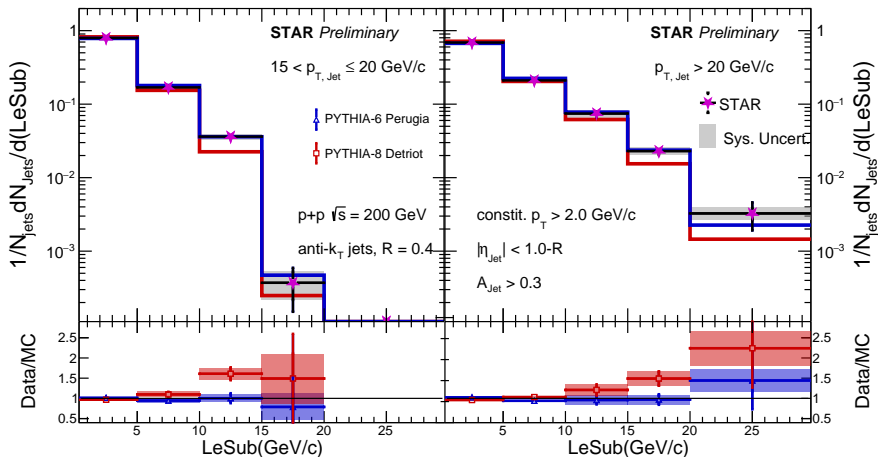 STAR Preliminary
15 < p_T, Jet ≤ 20 GeV/c
PYTHIA-6 Perugia
PYTHIA-8 Detriot
p+p √s = 200 GeV
anti-k_T jets, R = 0.4
1/N_jets dN_Jets/d(LeSub)
1
10^−1
10^−2
10^−3
STAR Preliminary
p_T, Jet > 20 GeV/c
STAR
Sys. Uncert.
constit. p_T > 2.0 GeV/c
|η_Jet| < 1.0-R
A_Jet > 0.3
1/N_jets dN_Jets/d(LeSub)
1
10^−1
10^−2
10^−3
Data/MC
2.5
2
1.5
1
0.5
5 10 15 20 25
LeSub(GeV/c)
5 10 15 20 25
LeSub(GeV/c)
2.5
2
1.5
1
0.5
Data/MC